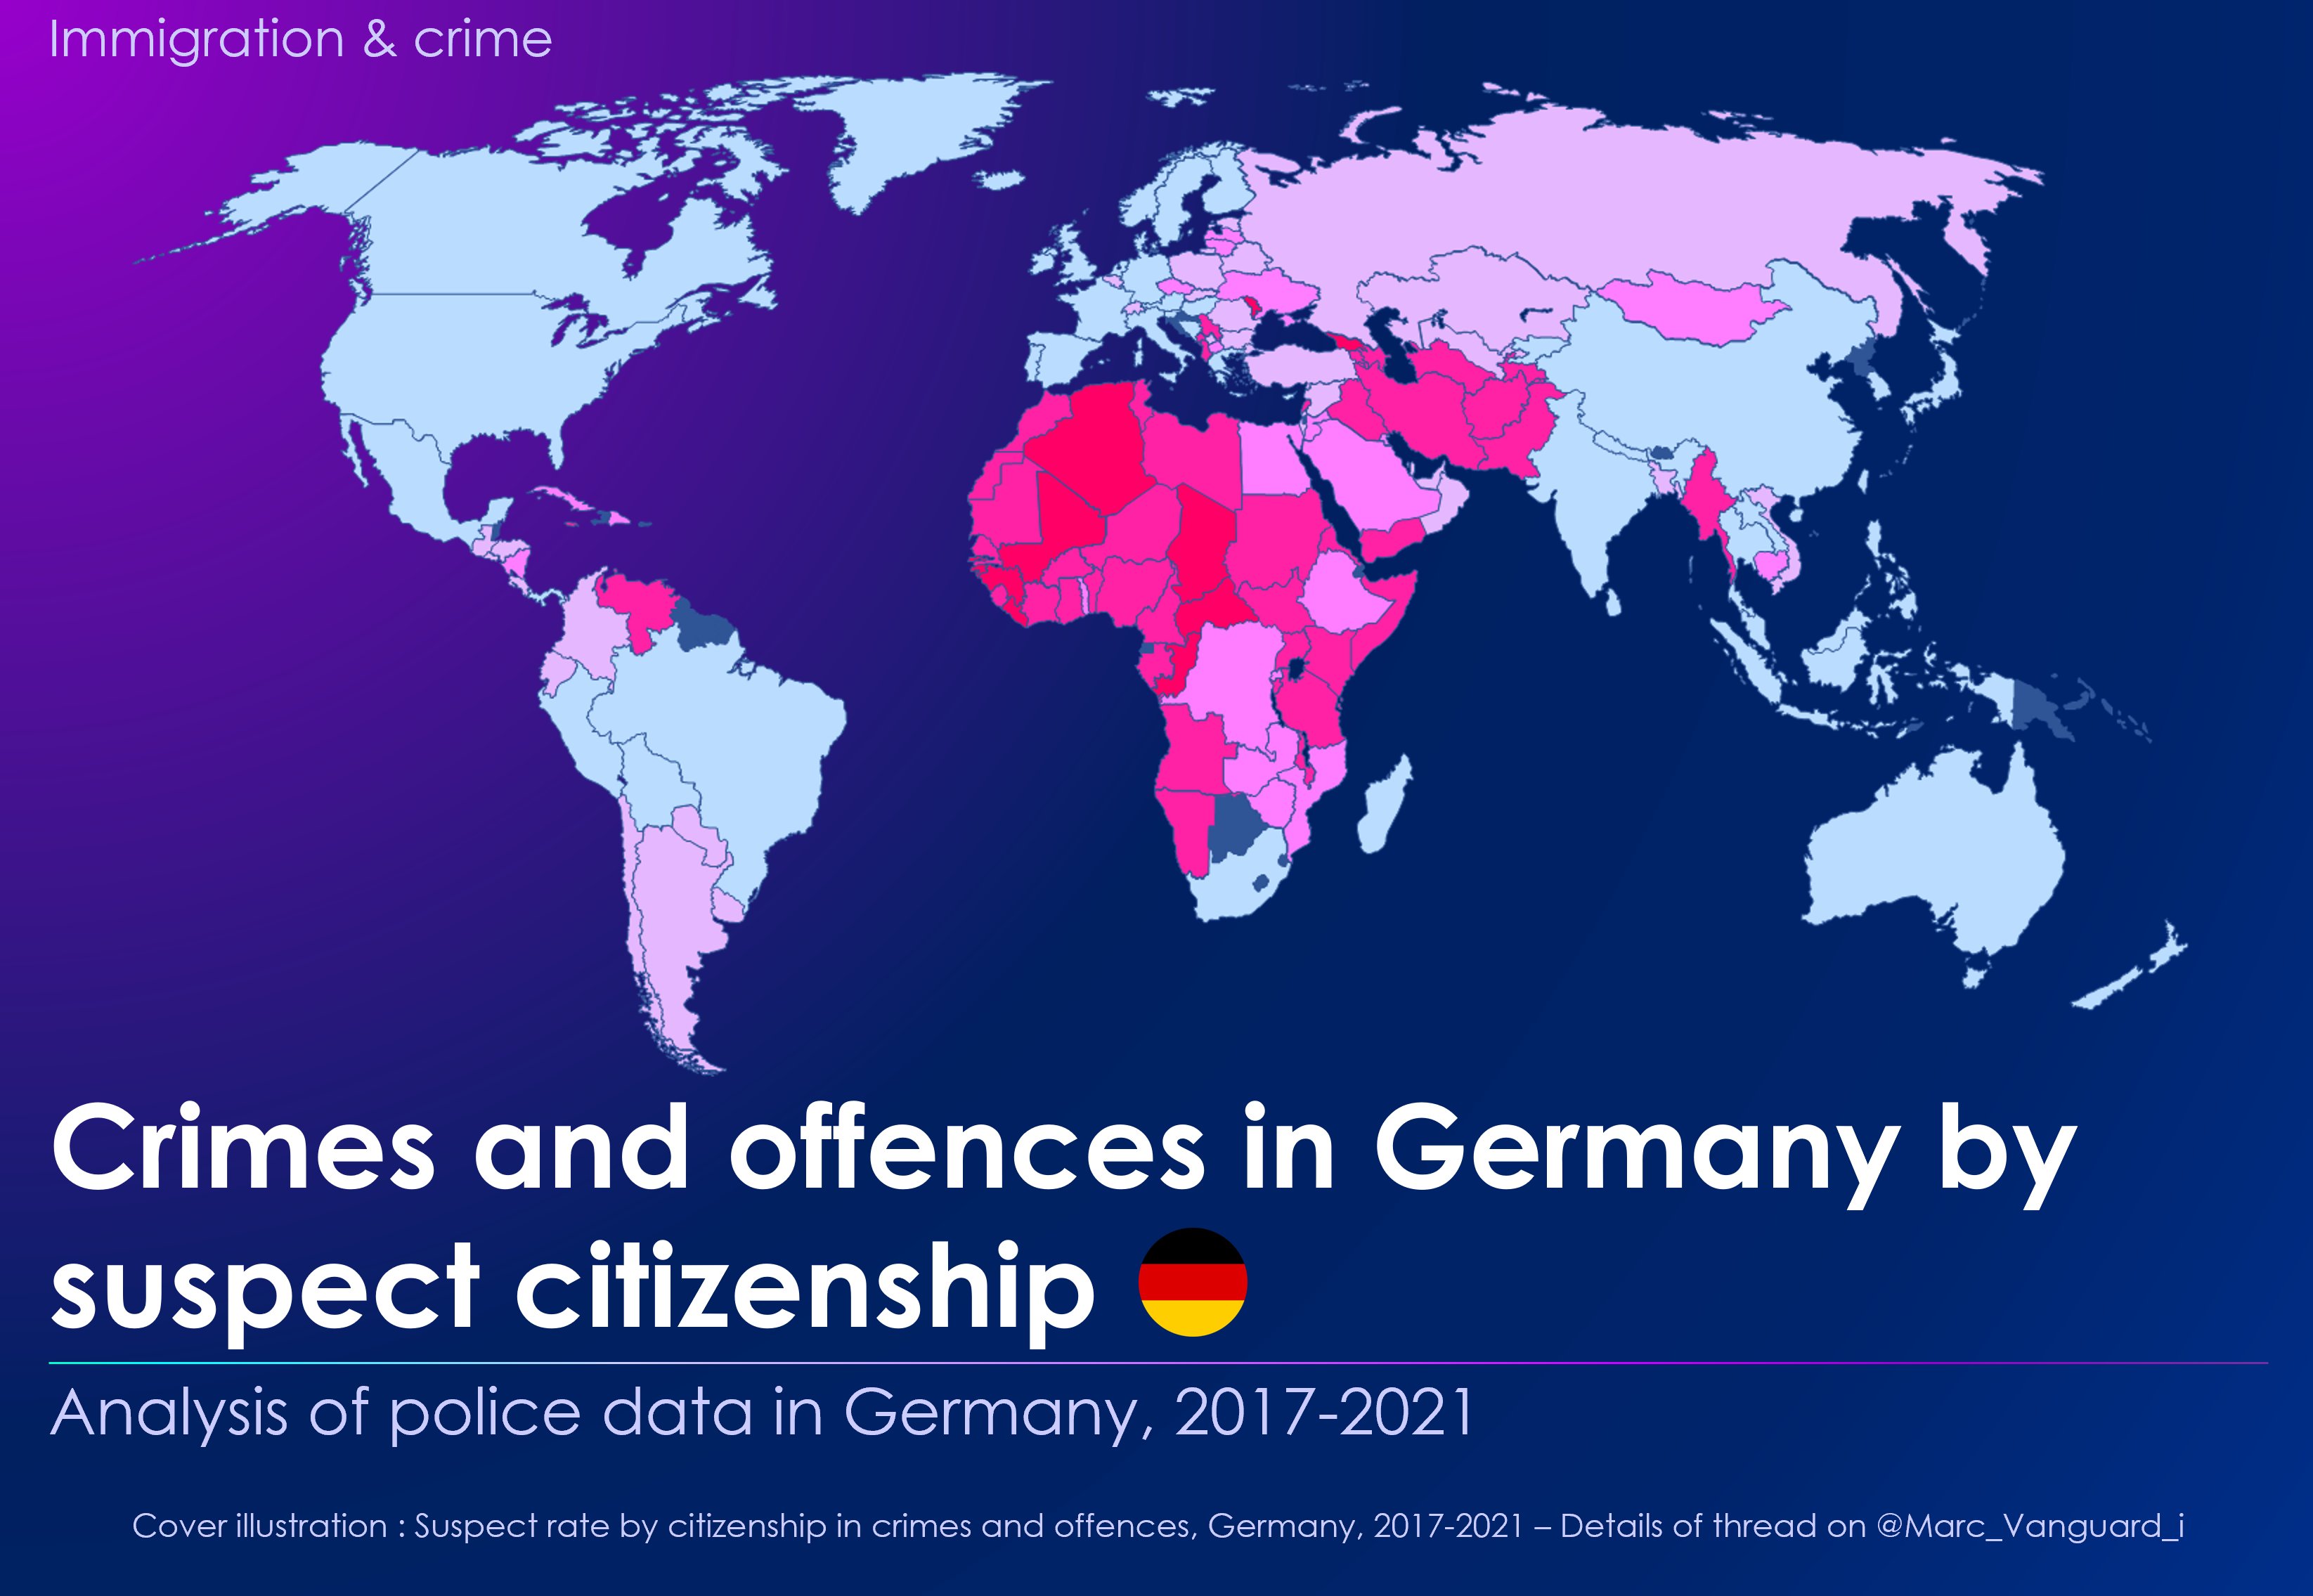 Immigration & crime
Crimes and offences in Germany by
suspect citizenship
Analysis of police data in Germany, 2017-2021
Cover illustration : Suspect rate by citizenship in crimes and offences, Germany, 2017-2021 – Details of thread on @Marc_Vanguard_i